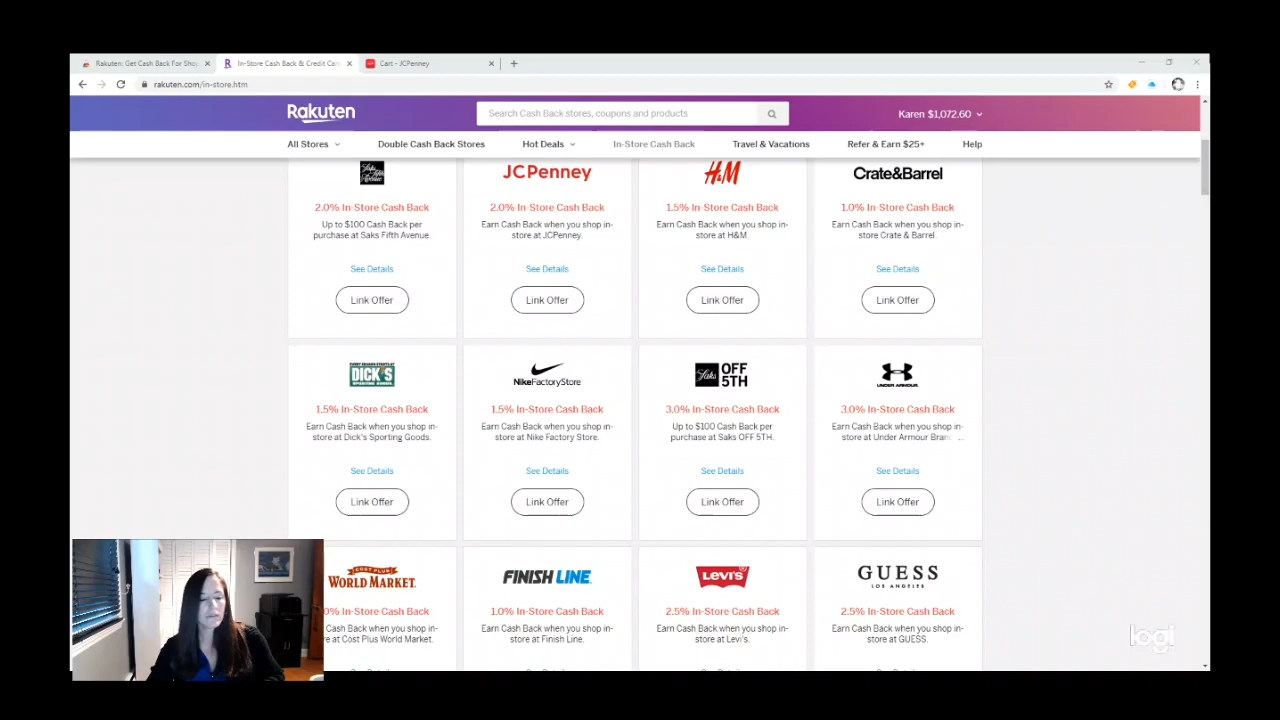 Rakuten: Get Cash Back For Sho
In-Store Cash Back & Credit Car
Cart - JCPenney
rakuten.com/in-store.htm
Rakuten
Search Cash Back stores, coupons and products
Karen $1,072.60
All Stores
Double Cash Back Stores
Hot Deals
In-Store Cash Back
Travel & Vacations
Refer & Earn $25+
Help
Saks
Fifth
Avenue
JCPenney
H&M
Crate&Barrel
2.0% In-Store Cash Back
2.0% In-Store Cash Back
1.5% In-Store Cash Back
1.0% In-Store Cash Back
Up to $100 Cash Back per
purchase at Saks Fifth Avenue.
Earn Cash Back when you shop in-
store at JCPenney.
Earn Cash Back when you shop in-
store at H&M.
Earn Cash Back when you shop in-
store Crate & Barrel.
See Details
See Details
See Details
See Details
Link Offer
Link Offer
Link Offer
Link Offer
DICK'S
SPORTING GOODS
NikeFactoryStore
Saks OFF
5TH
UNDER ARMOUR
1.5% In-Store Cash Back
1.5% In-Store Cash Back
3.0% In-Store Cash Back
3.0% In-Store Cash Back
Earn Cash Back when you shop in-
store at Dick's Sporting Goods.
Earn Cash Back when you shop in-
store at Nike Factory Store.
Up to $100 Cash Back per
purchase at Saks OFF 5TH.
Earn Cash Back when you shop in-
store at Under Armour Bran ...
See Details
See Details
See Details
See Details
Link Offer
Link Offer
Link Offer
Link Offer
COST PLUS
WORLD MARKET
FINISH LINE
LEVI'S
GUESS
LOS ANGELES
0% In-Store Cash Back
1.0% In-Store Cash Back
2.5% In-Store Cash Back
2.5% In-Store Cash Back
Cash Back when you shop in-
re at Cost Plus World Market.
Earn Cash Back when you shop in-
store at Finish Line.
Earn Cash Back when you shop in-
store at Levi's.
Earn Cash Back when you shop in-
store at GUESS.
logi